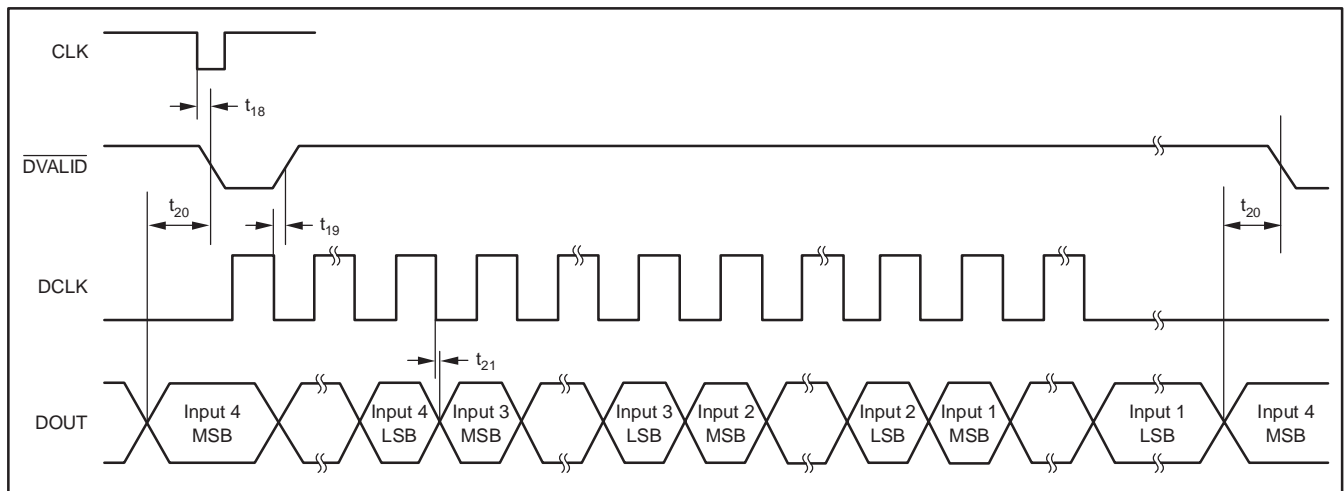 CLK
t18
DVALID
t20
t19
t20
DCLK
t21
DOUT
Input 4
MSB
Input 4
LSB
Input 3
MSB
Input 3
LSB
Input 2
MSB
Input 2
LSB
Input 1
MSB
Input 1
LSB
Input 4
MSB